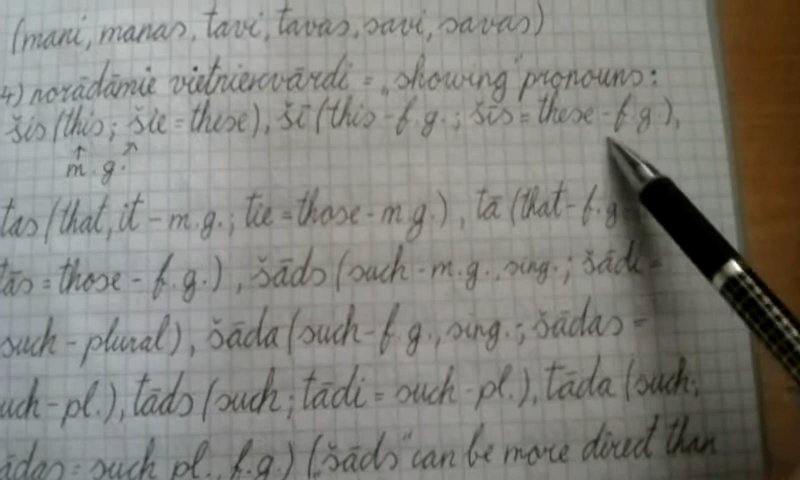 (mani, manas, tavi, tavas, savi, savas)
4) norādāmie vietniekvārdi = „showing" pronouns:
šis (this; šie = these), šī (this - f.g.; šīs = these - f.g.),
m.g.
tas (that, it - m.g.; tie = those - m g.), tā (that - f.g
tās = those - f.g.), šāds (such - m.g., sing.; šādi =
such - plural), šāda (such - f.g., sing.; šādas =
uch - pl.), tāds (such; tādi = such - pl.), tāda (such;
ādas = such pl., f.g.) („šāds" can be more direct than